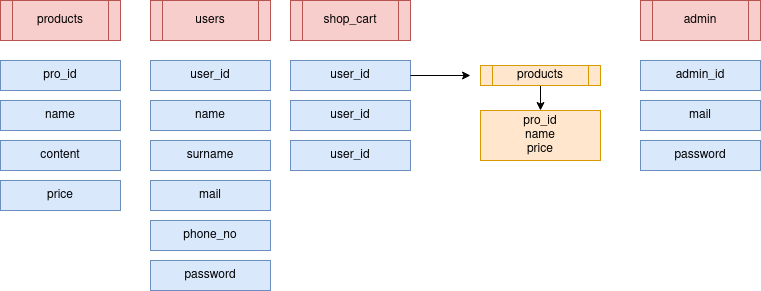 products
pro_id
name
content
price
users
user_id
name
surname
mail
phone_no
password
shop_cart
user_id
user_id
user_id
products
pro_id
name
price
admin
admin_id
mail
password